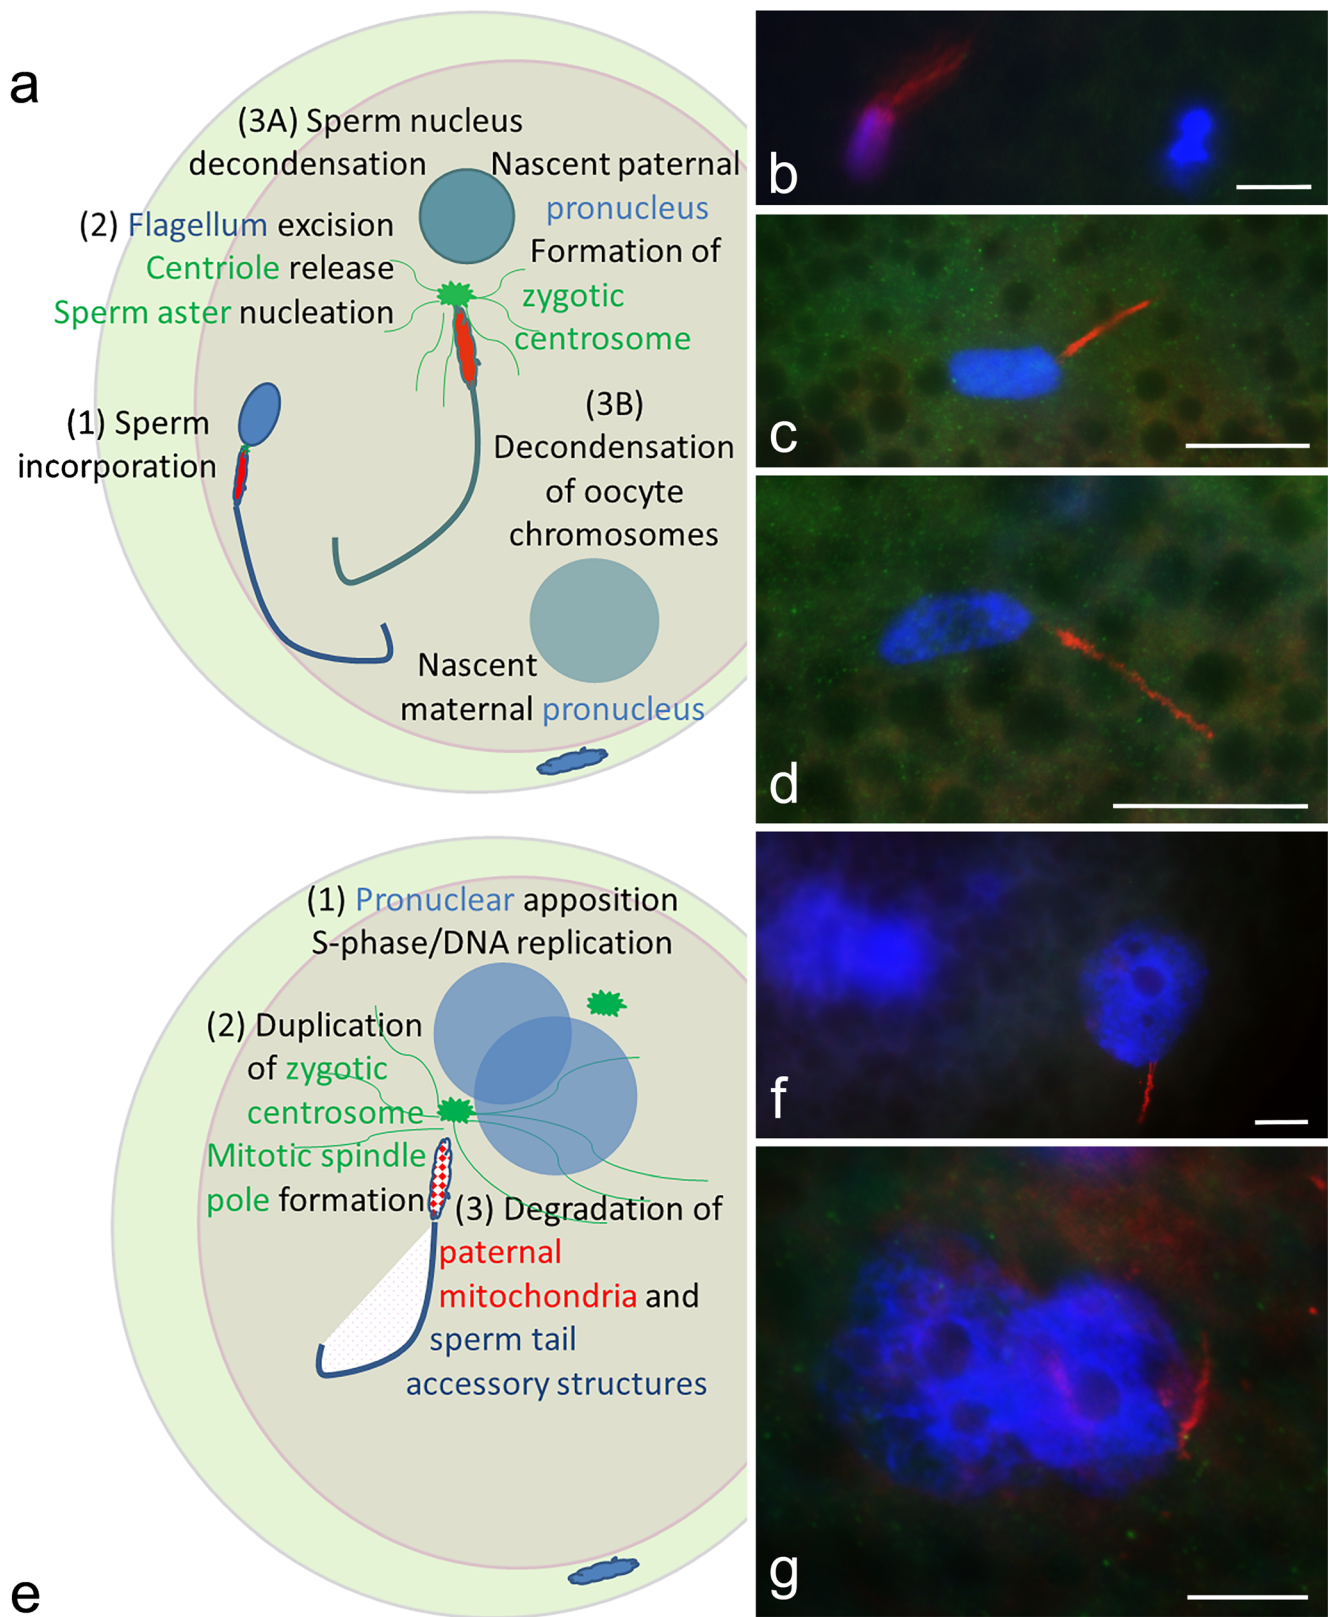 a
(3A) Sperm nucleus
decondensation
Nascent paternal
pronucleus
(2) Flagellum excision
Centriole release
Sperm aster nucleation
Formation of
zygotic
centrosome
(1) Sperm
incorporation
(3B)
Decondensation
of oocyte
chromosomes
Nascent
maternal pronucleus
b
c
d
e
(1) Pronuclear apposition
S-phase/DNA replication
(2) Duplication
of zygotic
centrosome
Mitotic spindle
pole formation
(3) Degradation of
paternal
mitochondria and
sperm tail
accessory structures
f
g